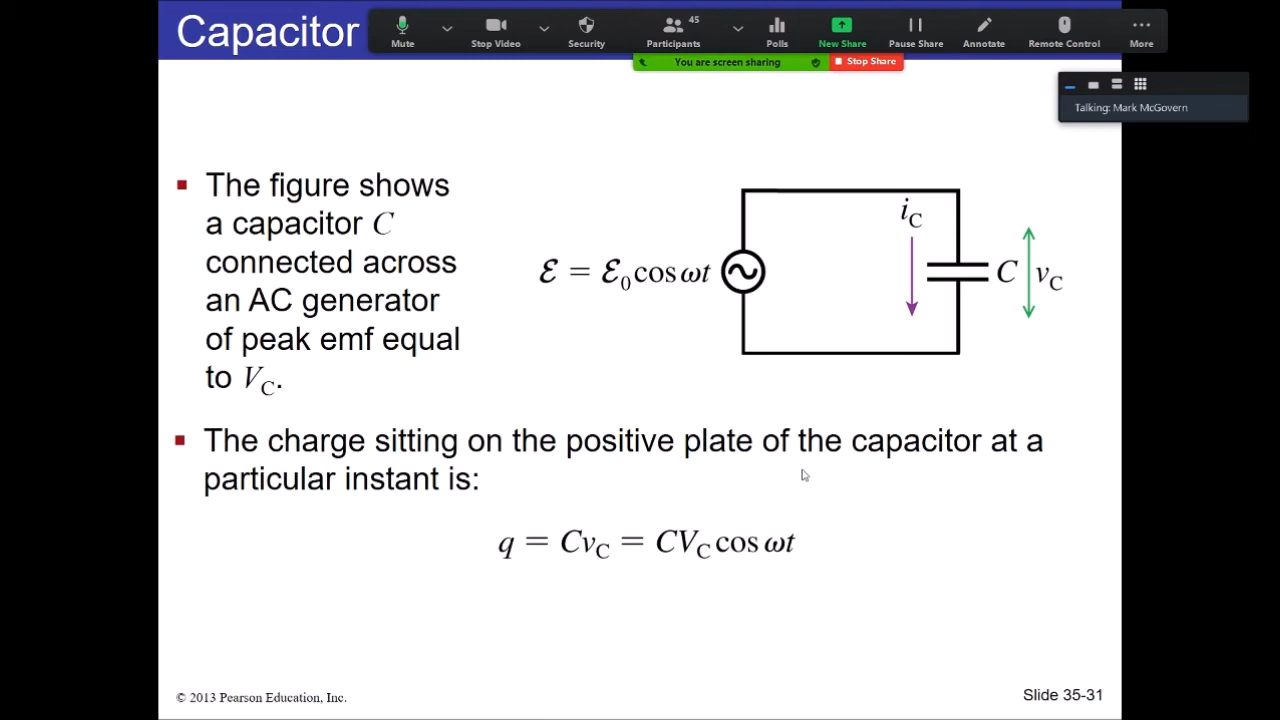 Capacitor
Mute
Stop Video
Security
Participants
45
Polls
New Share
Pause Share
Annotate
Remote Control
More
You are screen sharing
Stop Share
Talking: Mark McGovern
The figure shows
a capacitor C
connected across
an AC generator
of peak emf equal
to V_C.
ℰ = ℰ₀ cos ωt
i_C
C
v_C
The charge sitting on the positive plate of the capacitor at a
particular instant is:
q = Cv_C = CV_C cos ωt
© 2013 Pearson Education, Inc.
Slide 35-31